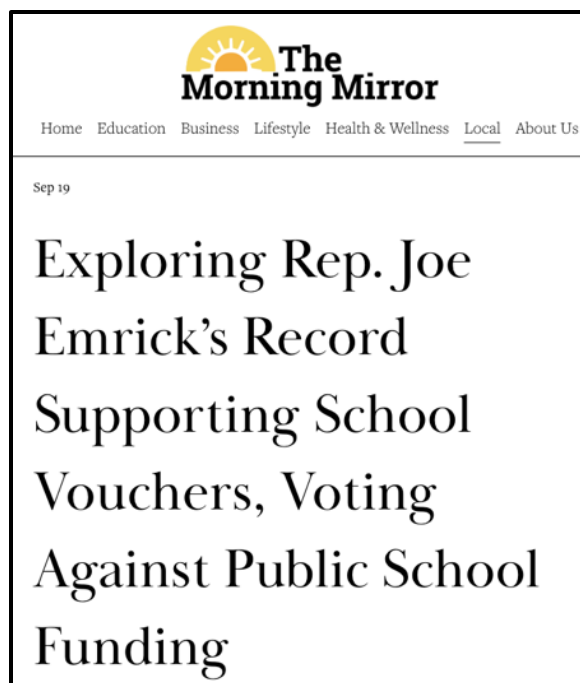 The
Morning Mirror
Home Education Business Lifestyle Health & Wellness Local About Us
Sep 19
Exploring Rep. Joe
Emrick’s Record
Supporting School
Vouchers, Voting
Against Public School
Funding